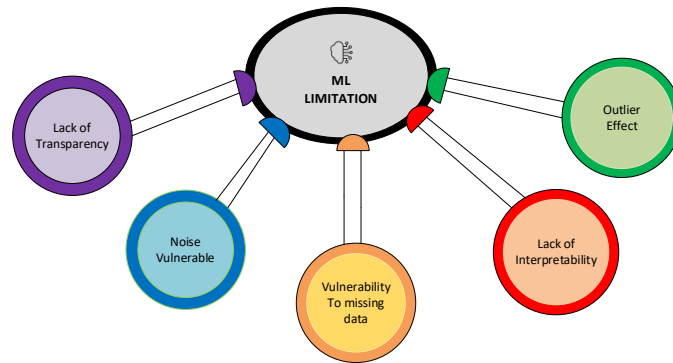 ML
LIMITATION
Lack of
Transparency
Noise
Vulnerable
Vulnerability
To missing
data
Lack of
Interpretability
Outlier
Effect